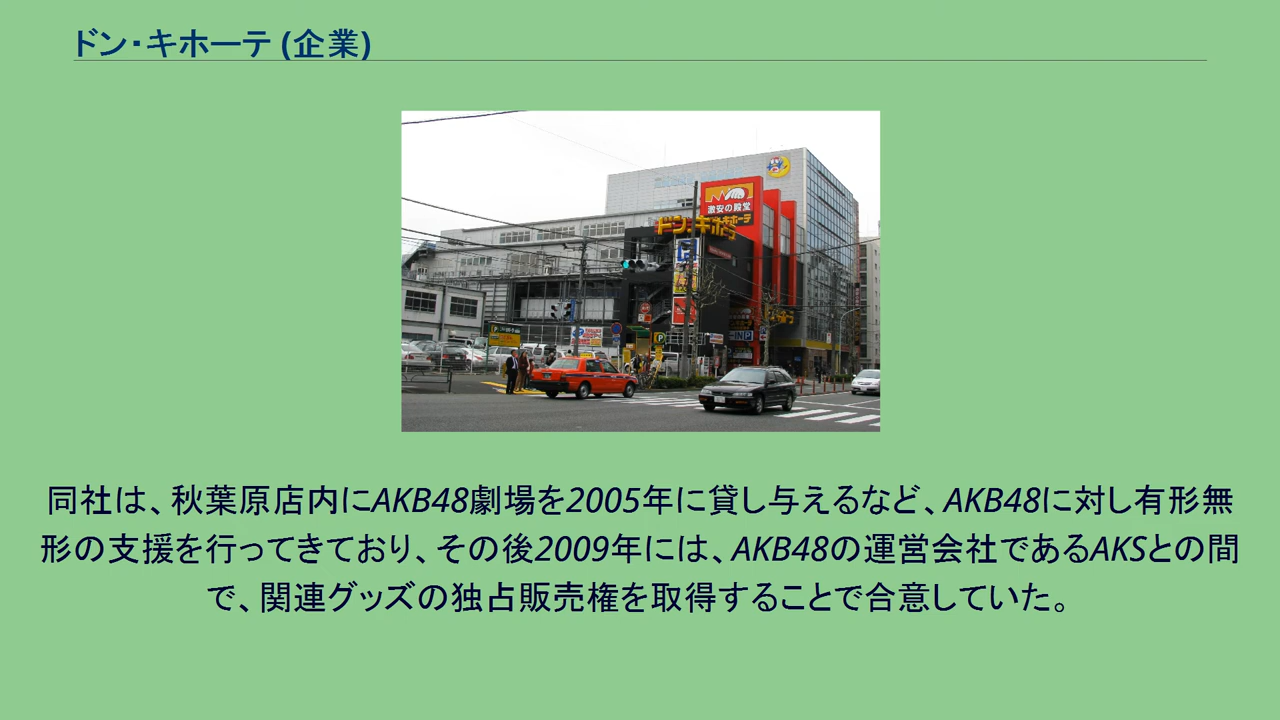 ドン・キホーテ (企業)
激安の殿堂
ドン・キホーテ
P
同社は、秋葉原店内にAKB48劇場を2005年に貸し与えるなど、AKB48に対し有形無
形の支援を行ってきており、その後2009年には、AKB48の運営会社であるAKSとの間
で、関連グッズの独占販売権を取得することで合意していた。